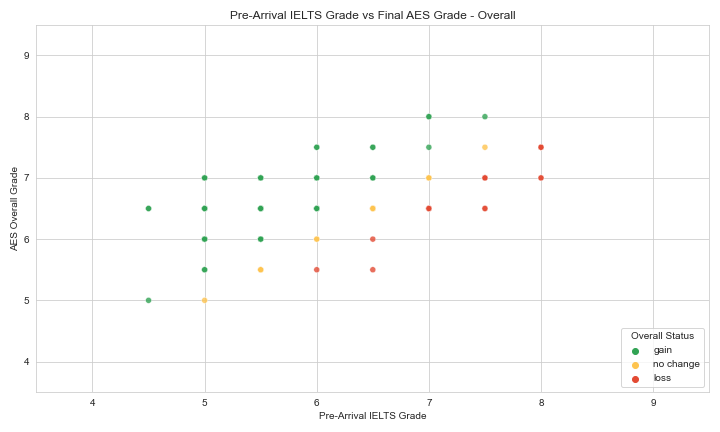 Pre-Arrival IELTS Grade vs Final AES Grade - Overall
9
8
7
6
5
4
AES Overall Grade
4 5 6 7 8 9
Pre-Arrival IELTS Grade
Overall Status
gain
no change
loss